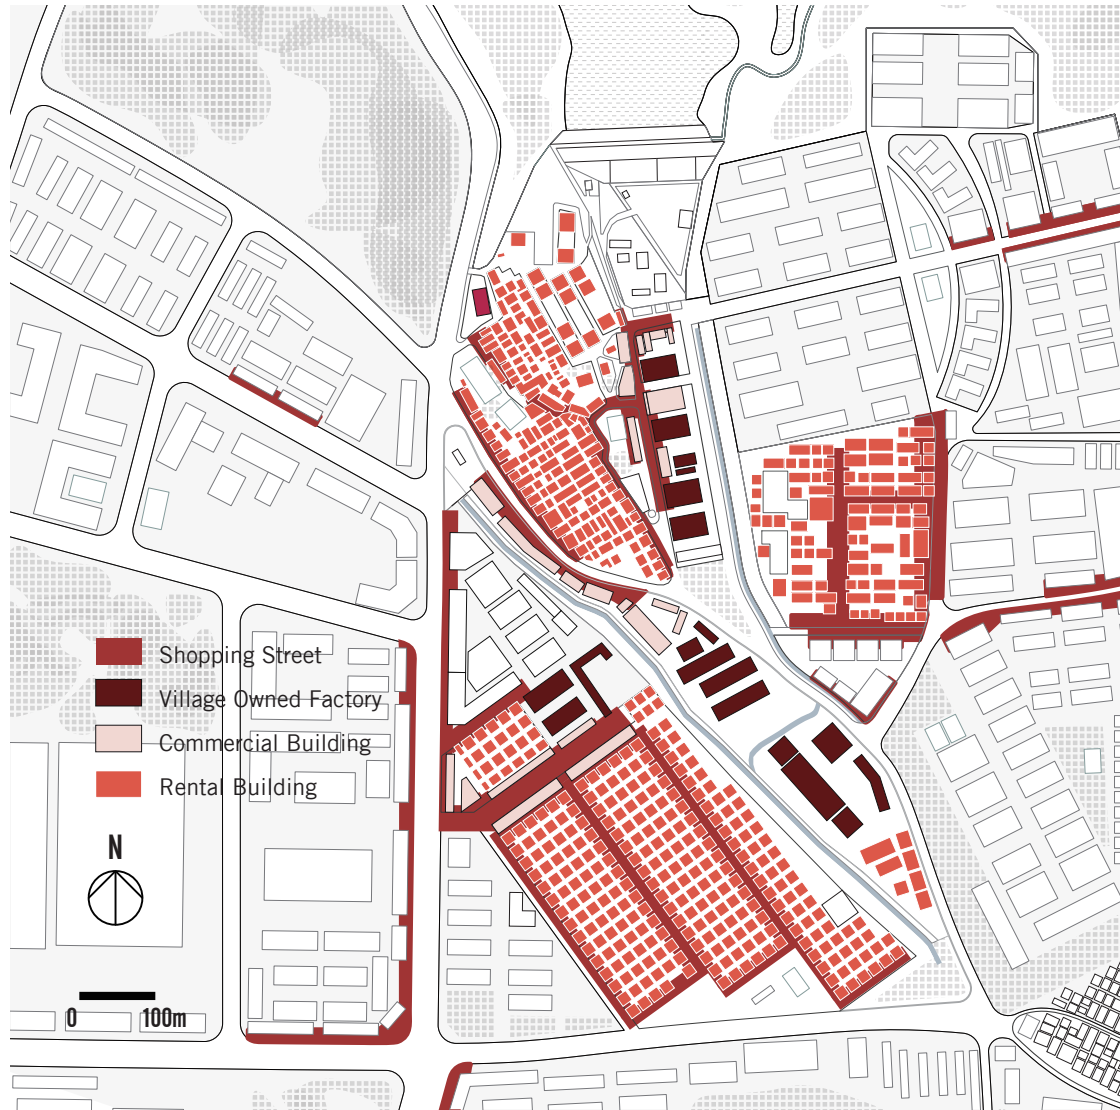 Shopping Street
Village Owned Factory
Commercial Building
Rental Building
N
0 100m